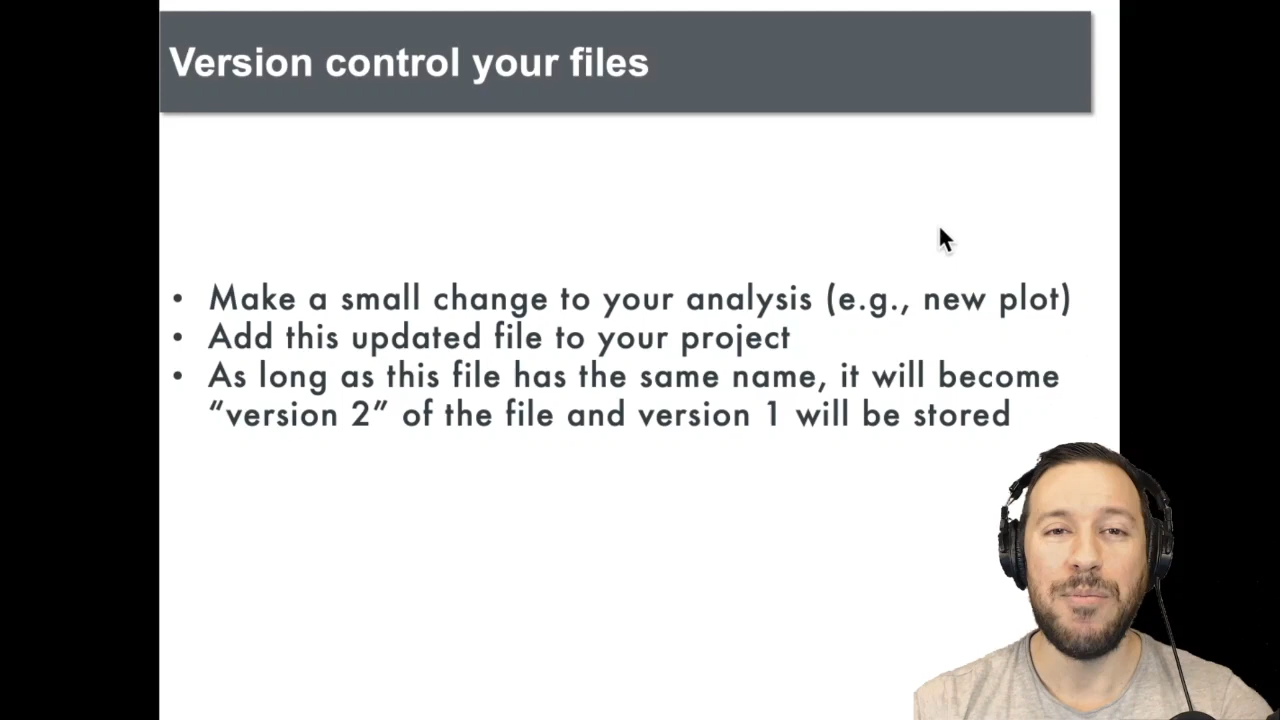 Version control your files
• Make a small change to your analysis (e.g., new plot)
• Add this updated file to your project
• As long as this file has the same name, it will become
“version 2” of the file and version 1 will be stored